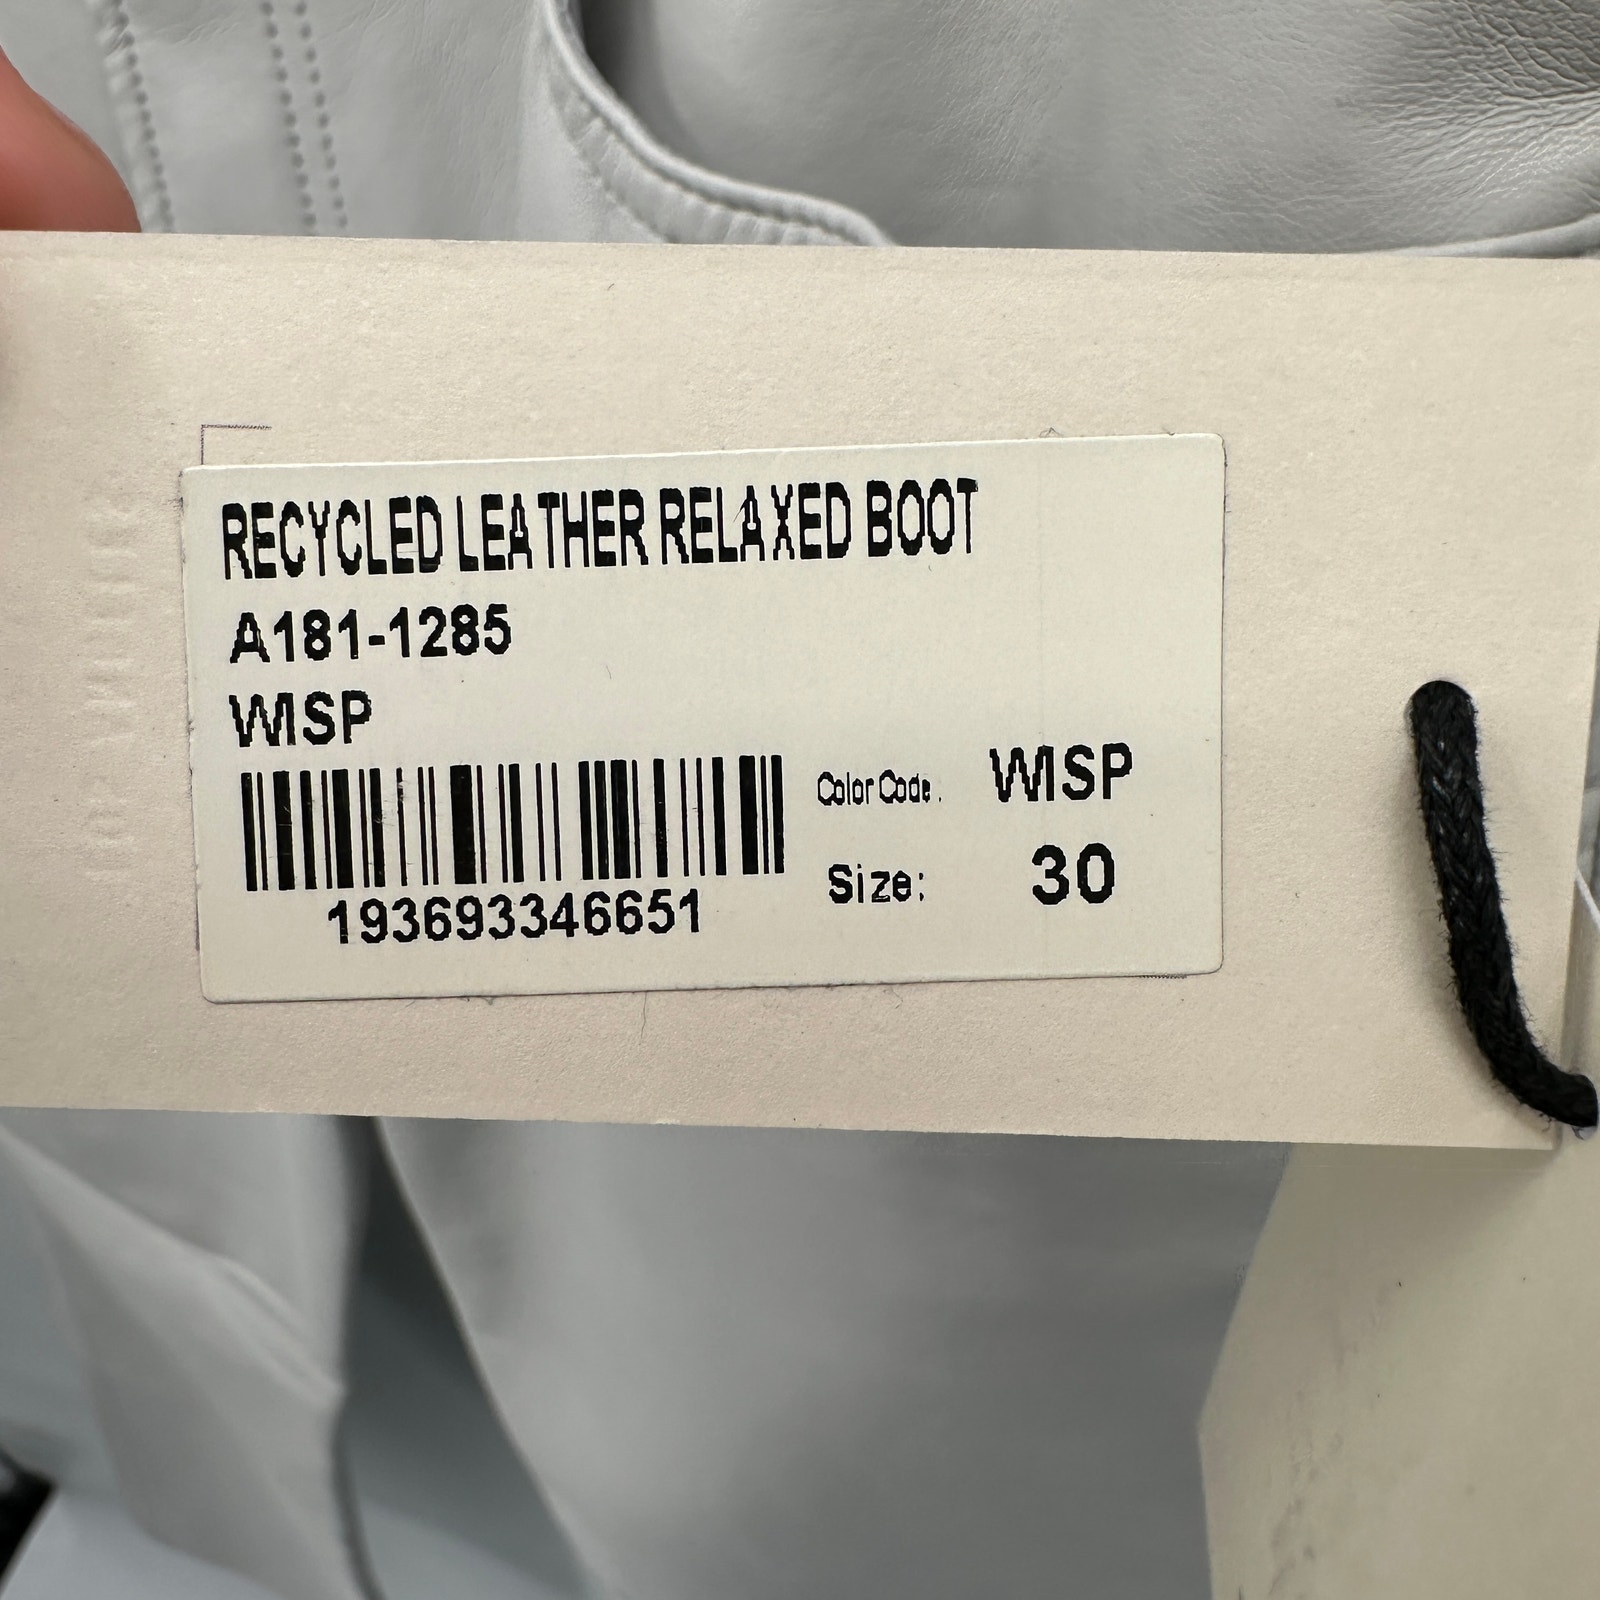 RECYCLED LEATHER RELAXED BOOT
A181-1285
WISP
Color Code: WISP
Size: 30
193693346651